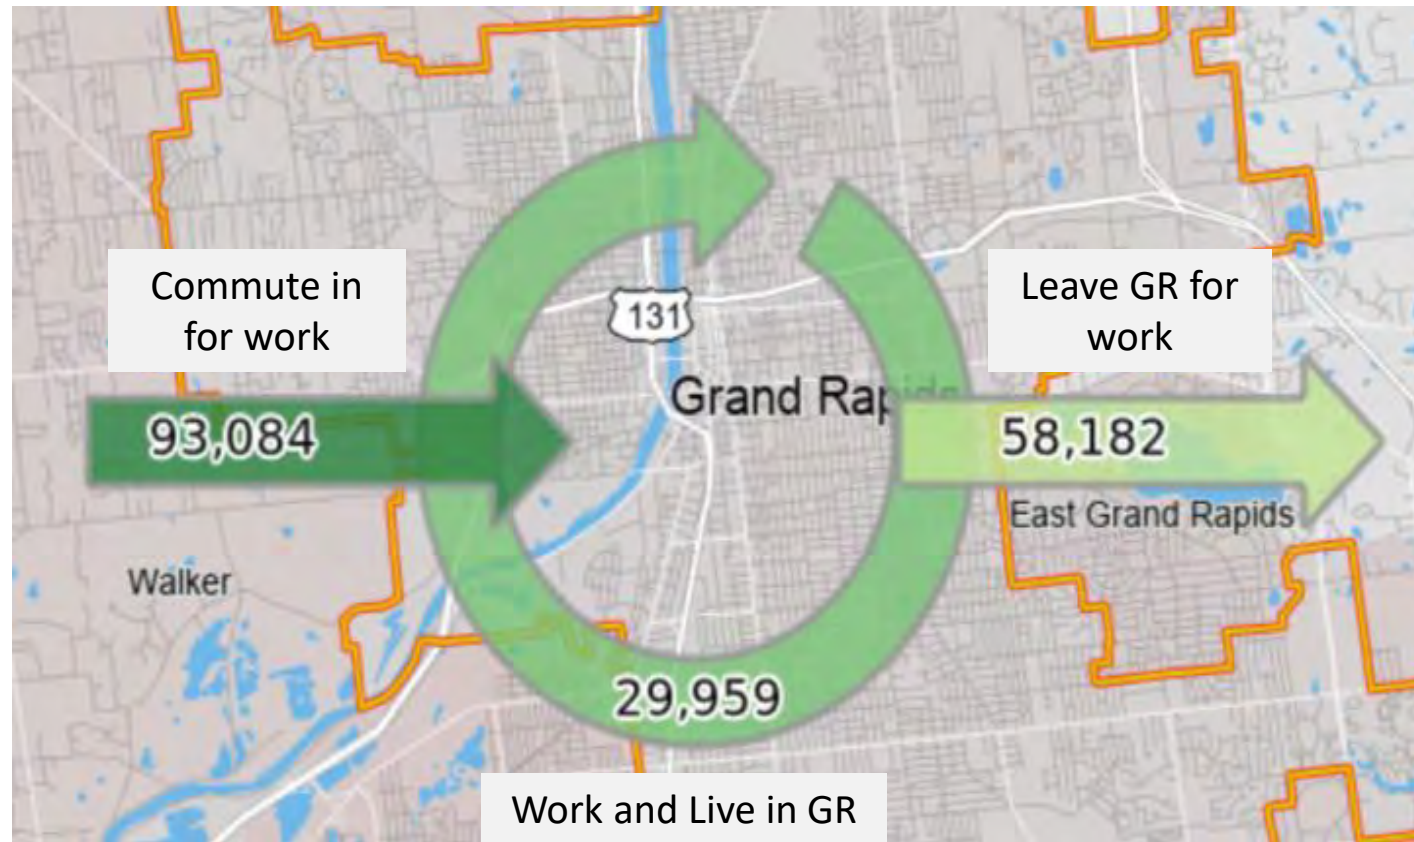 Commute in
for work
Leave GR for
work
131
Grand Rapids
93,084
58,182
East Grand Rapids
Walker
29,959
Work and Live in GR